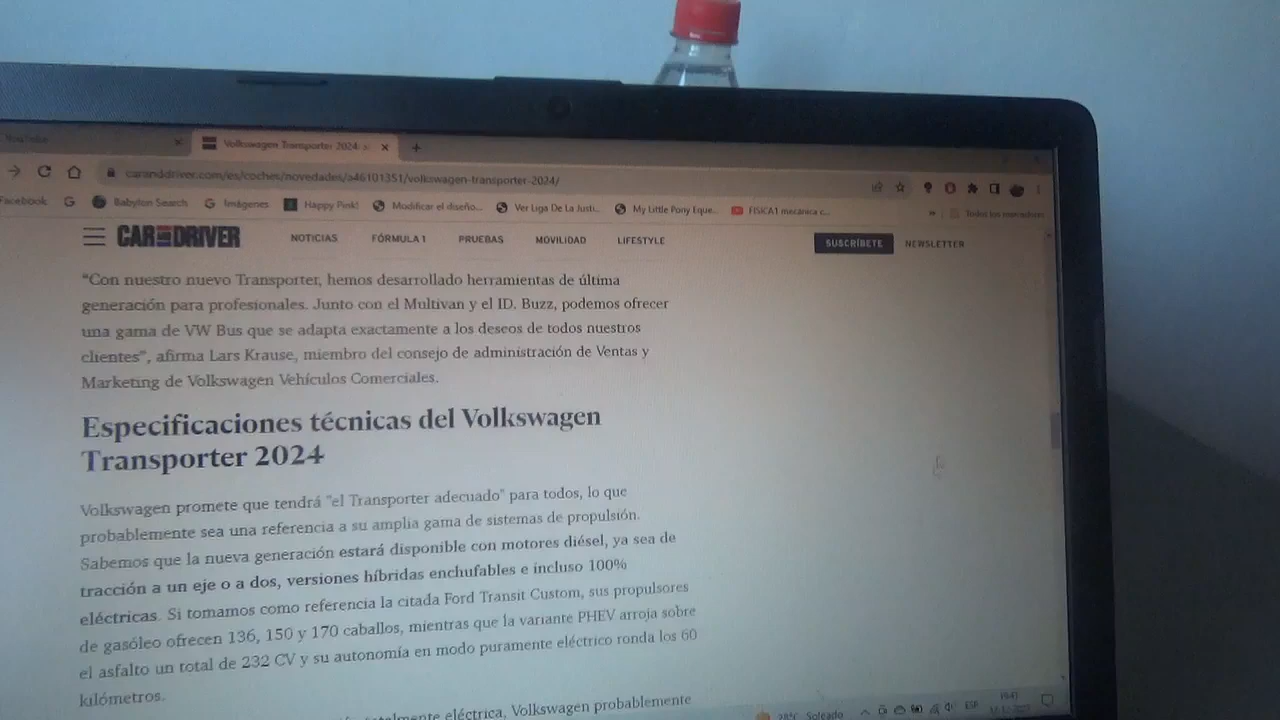 YouTube
Volkswagen Transporter 2024:
caranddriver.com/es/coches/novedades/a46101351/volkswagen-transporter-2024/
Facebook
Babylon Search
Imágenes
Happy Pink!
Modificar el diseño...
Ver Liga De La Justi...
My Little Pony Eque...
FISICA1 mecánica c...
»
Todos los marcadores
CAR AND DRIVER
NOTICIAS
FÓRMULA 1
PRUEBAS
MOVILIDAD
LIFESTYLE
SUSCRÍBETE
NEWSLETTER
"Con nuestro nuevo Transporter, hemos desarrollado herramientas de última
generación para profesionales. Junto con el Multivan y el ID. Buzz, podemos ofrecer
una gama de VW Bus que se adapta exactamente a los deseos de todos nuestros
clientes", afirma Lars Krause, miembro del consejo de administración de Ventas y
Marketing de Volkswagen Vehículos Comerciales.
Especificaciones técnicas del Volkswagen
Transporter 2024
Volkswagen promete que tendrá "el Transporter adecuado" para todos, lo que
probablemente sea una referencia a su amplia gama de sistemas de propulsión.
Sabemos que la nueva generación estará disponible con motores diésel, ya sea de
tracción a un eje o a dos, versiones híbridas enchufables e incluso 100%
eléctricas. Si tomamos como referencia la citada Ford Transit Custom, sus propulsores
de gasóleo ofrecen 136, 150 y 170 caballos, mientras que la variante PHEV arroja sobre
el asfalto un total de 232 CV y su autonomía en modo puramente eléctrico ronda los 60
kilómetros.
eléctrica, Volkswagen probablemente
28°C Soleado
ESP